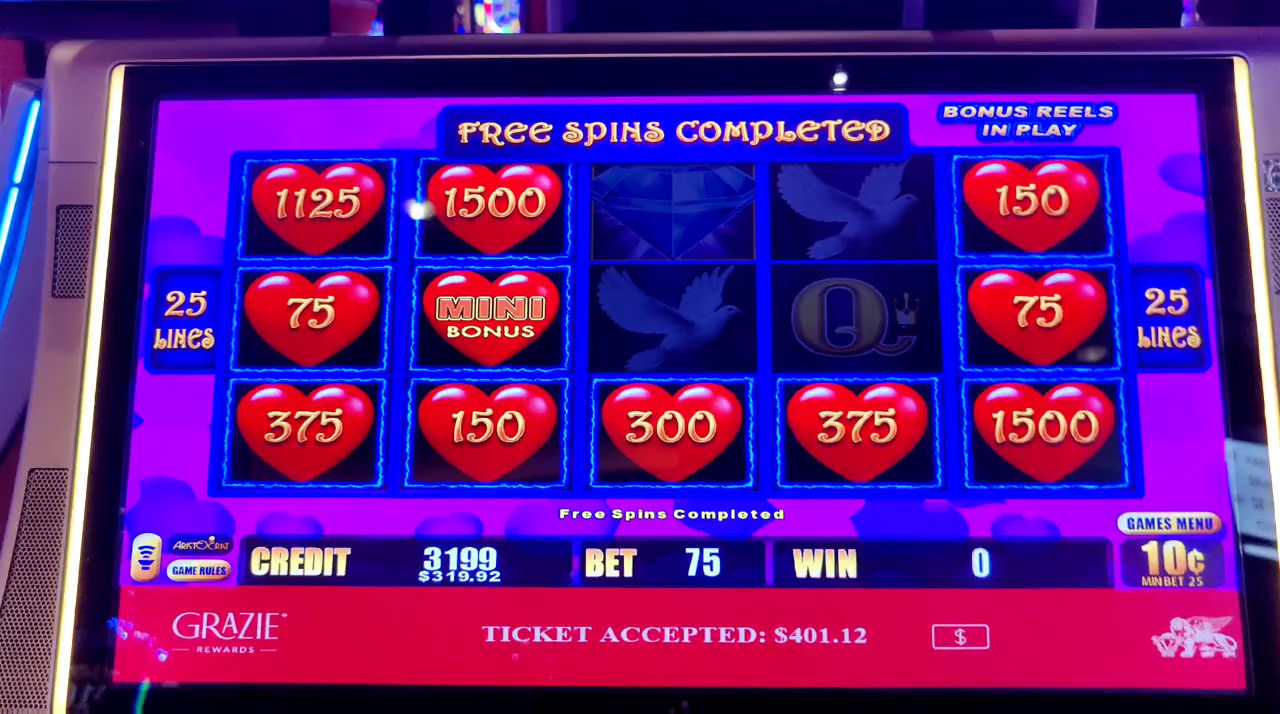 FREE SPINS COMPLETED
BONUS REELS
IN PLAY
1125
1500
150
25
LINES
75
MINI
BONUS
Q
75
25
LINES
375
150
300
375
1500
Free Spins Completed
GAMES MENU
ARISTOCRAT
GAME RULES
CREDIT
3199
$319.92
BET
75
WIN
0
10¢
MIN BET 25
GRAZIE
REWARDS
TICKET ACCEPTED: $401.12
$